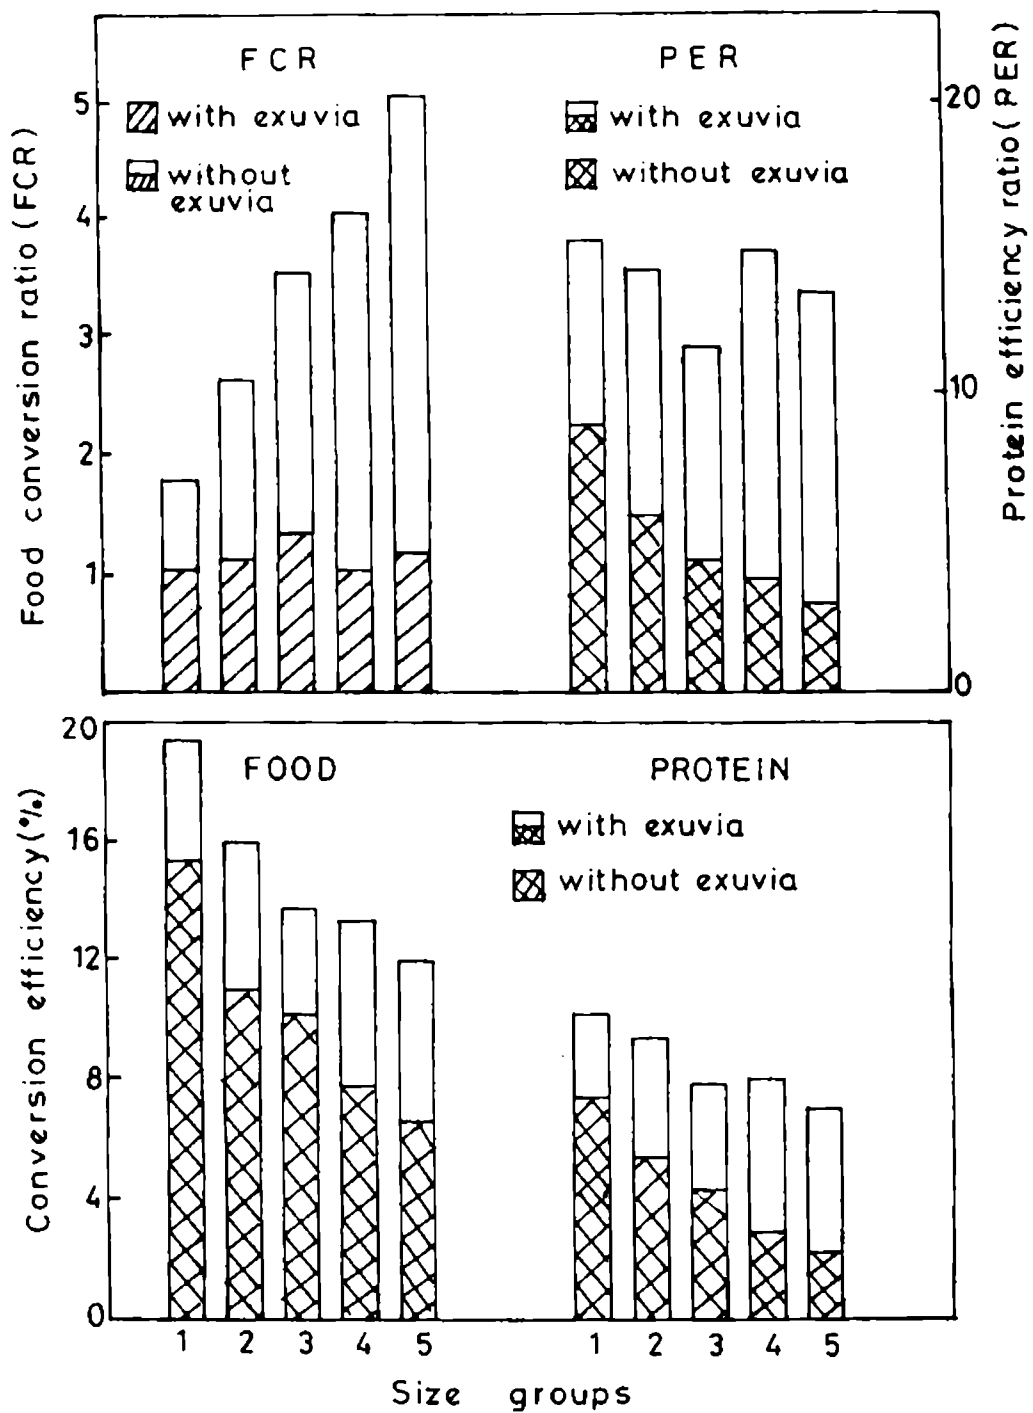 FCR
PER
with exuvia
without
exuvia
with exuvia
without exuvia
Food conversion ratio (FCR)
5
4
3
2
1
20
10
0
Protein efficiency ratio (PER)
FOOD
PROTEIN
with exuvia
without exuvia
Conversion efficiency (%)
20
16
12
8
4
0
1 2 3 4 5
1 2 3 4 5
Size groups